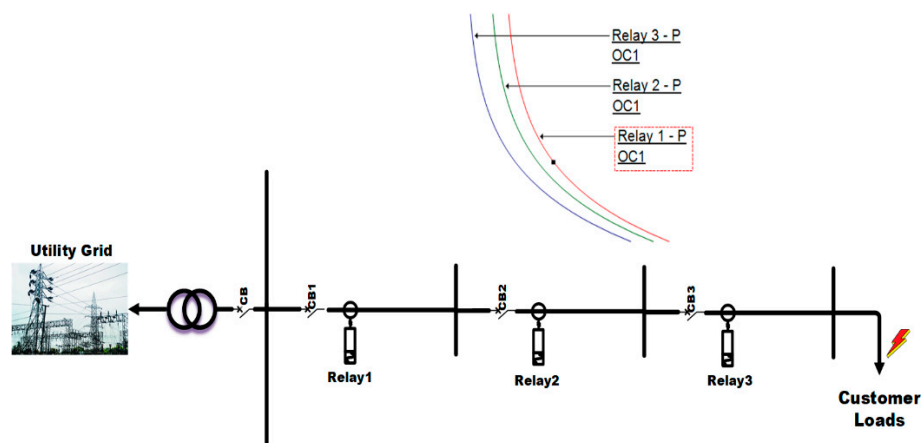 Relay 3 - P
OC1
Relay 2 - P
OC1
Relay 1 - P
OC1
Utility Grid
CB
CB1
CB2
CB3
Relay1
Relay2
Relay3
Customer
Loads